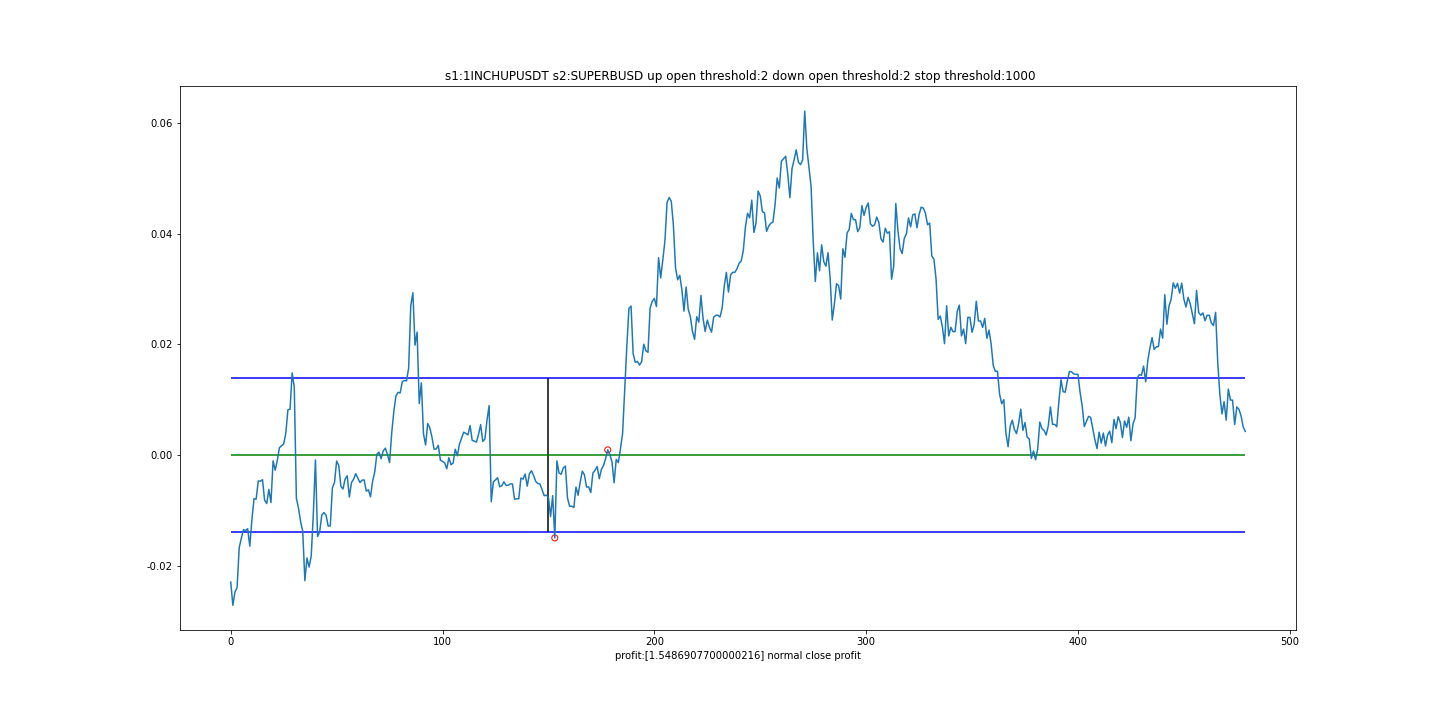 s1:1INCHUPUSDT s2:SUPERBUSD up open threshold:2 down open threshold:2 stop threshold:1000
0.06
0.04
0.02
0.00
-0.02
0 100 200 300 400 500
profit:[1.5486907700000216] normal close profit